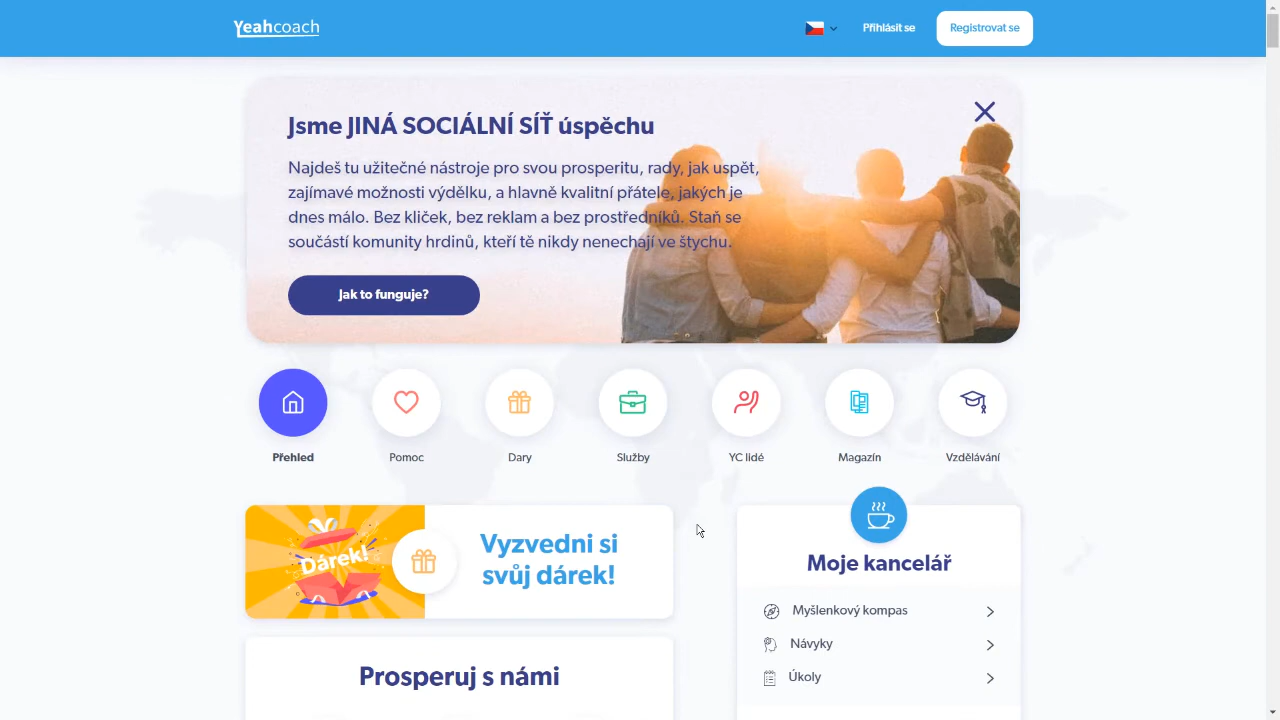 Yeahcoach
Přihlásit se
Registrovat se
Jsme JINÁ SOCIÁLNÍ SÍŤ úspěchu
Najdeš tu užitečné nástroje pro svou prosperitu, rady, jak uspět,
zajímavé možnosti výdělku, a hlavně kvalitní přátele, jakých je
dnes málo. Bez kliček, bez reklam a bez prostředníků. Staň se
součástí komunity hrdinů, kteří tě nikdy nenechají ve štychu.
Jak to funguje?
Přehled
Pomoc
Dary
Služby
YC lidé
Magazín
Vzdělávání
Dárek!
Vyzvedni si
svůj dárek!
Moje kancelář
Myšlenkový kompas
Návyky
Úkoly
Prosperuj s námi